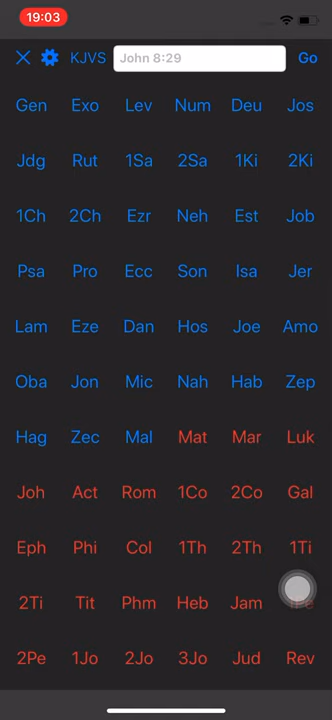 19:03
KJVS John 8:29 Go
Gen Exo Lev Num Deu Jos
Jdg Rut 1Sa 2Sa 1Ki 2Ki
1Ch 2Ch Ezr Neh Est Job
Psa Pro Ecc Son Isa Jer
Lam Eze Dan Hos Joe Amo
Oba Jon Mic Nah Hab Zep
Hag Zec Mal Mat Mar Luk
Joh Act Rom 1Co 2Co Gal
Eph Phi Col 1Th 2Th 1Ti
2Ti Tit Phm Heb Jam
2Pe 1Jo 2Jo 3Jo Jud Rev